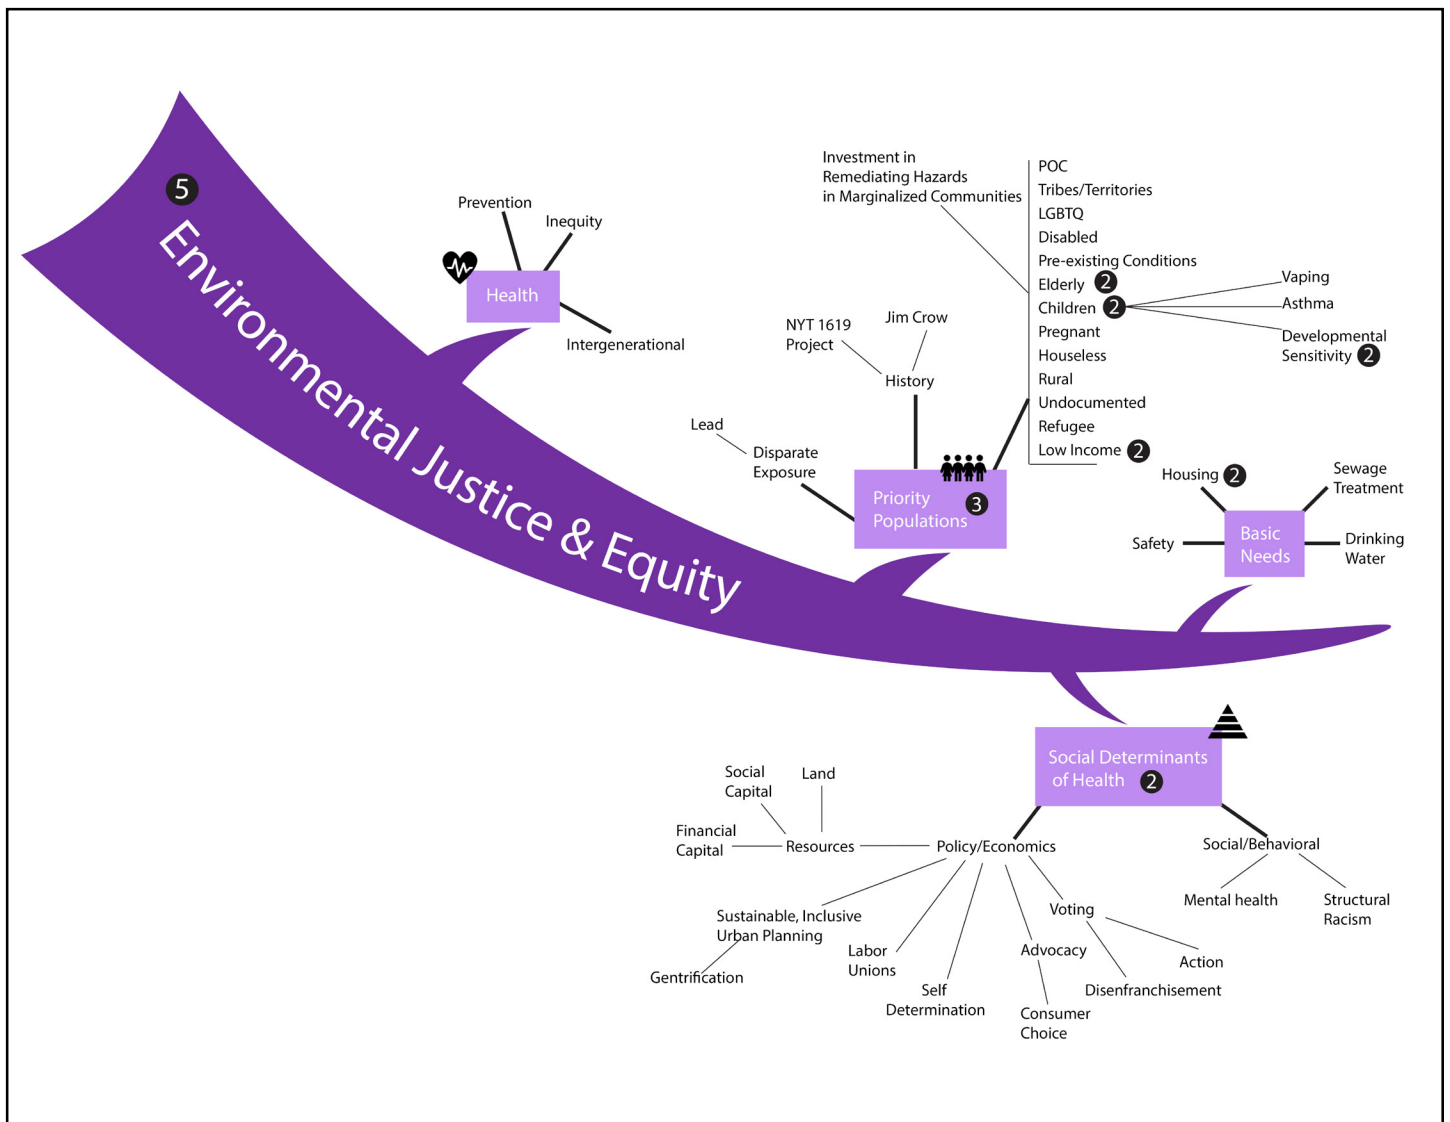 5
Environmental Justice & Equity
Prevention
Inequity
Health
Intergenerational
Investment in
Remediating Hazards
in Marginalized Communities
POC
Tribes/Territories
LGBTQ
Disabled
Pre-existing Conditions
Elderly 2
Children 2
Pregnant
Houseless
Rural
Undocumented
Refugee
Low Income 2
Vaping
Asthma
Developmental
Sensitivity 2
NYT 1619
Project
Jim Crow
History
Lead
Disparate
Exposure
Priority
Populations 3
Housing 2
Sewage
Treatment
Safety
Basic
Needs
Drinking
Water
Social Determinants
of Health 2
Social
Capital
Land
Financial
Capital
Resources
Policy/Economics
Social/Behavioral
Mental health
Structural
Racism
Sustainable, Inclusive
Urban Planning
Gentrification
Labor
Unions
Self
Determination
Voting
Advocacy
Action
Disenfranchisement
Consumer
Choice